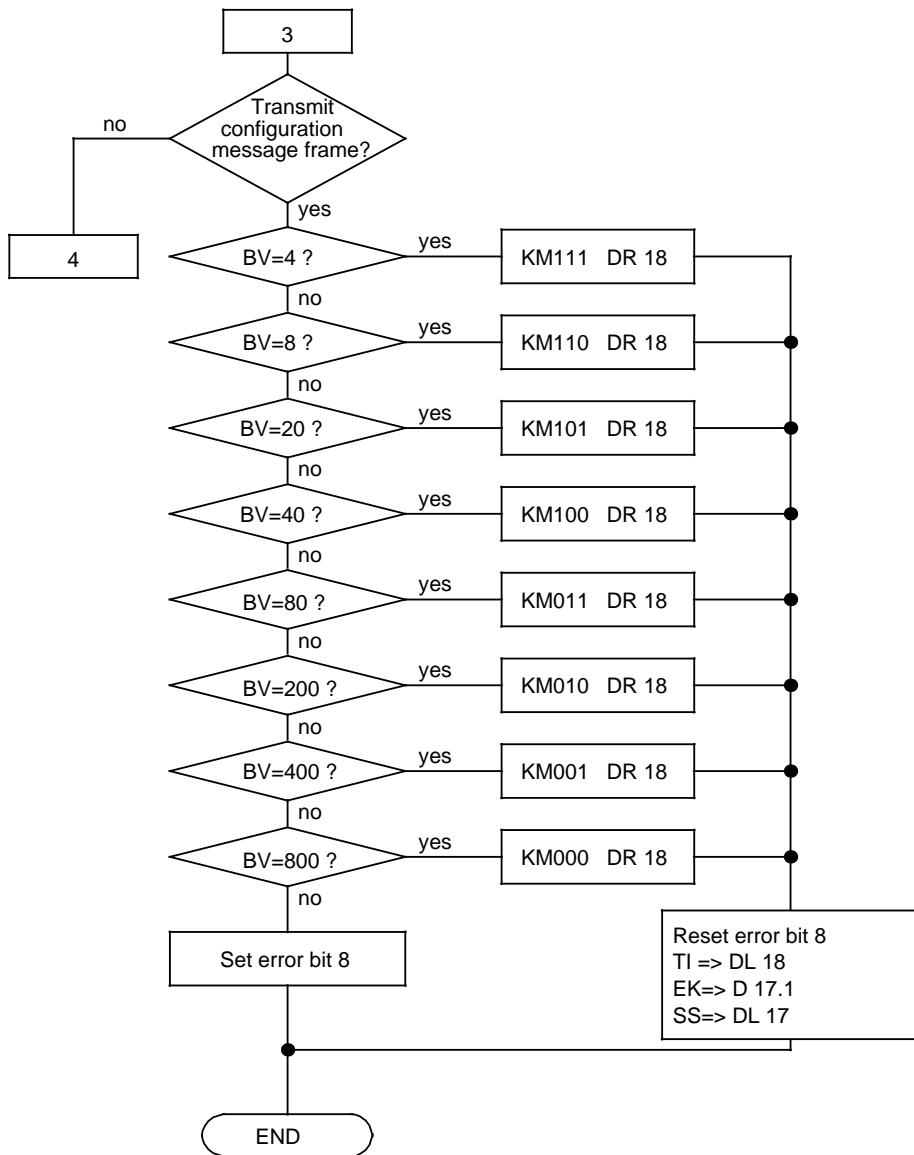 3
Transmit
configuration
message frame?
no
yes
4
BV=4 ?
yes
KM111 DR 18
no
BV=8 ?
yes
KM110 DR 18
no
BV=20 ?
yes
KM101 DR 18
no
BV=40 ?
yes
KM100 DR 18
no
BV=80 ?
yes
KM011 DR 18
no
BV=200 ?
yes
KM010 DR 18
no
BV=400 ?
yes
KM001 DR 18
no
BV=800 ?
yes
KM000 DR 18
no
Set error bit 8
Reset error bit 8
TI => DL 18
EK=> D 17.1
SS=> DL 17
END